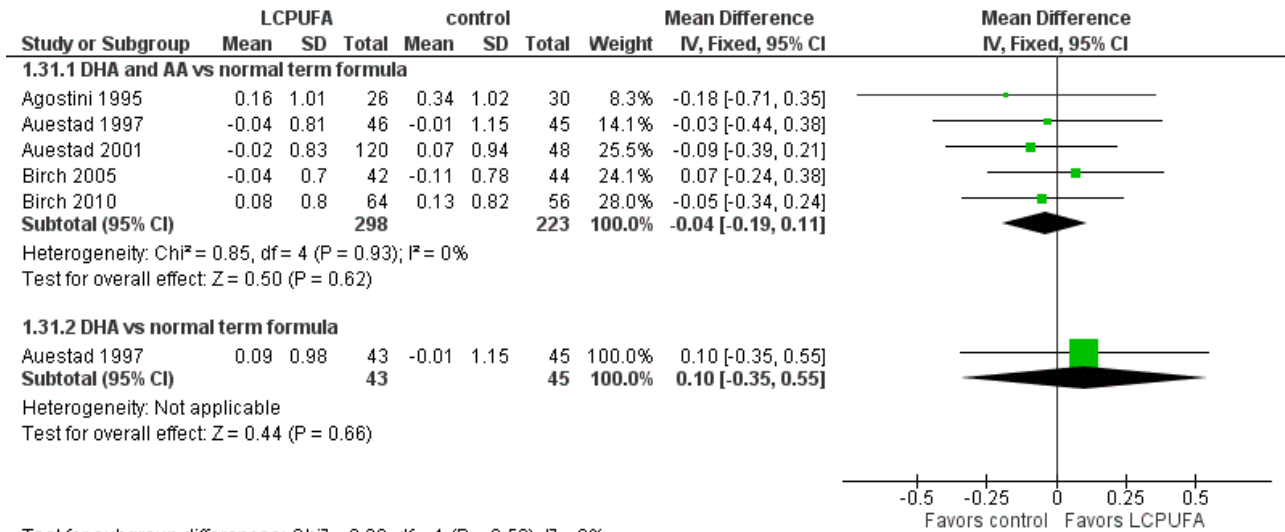 LCPUFA control Mean Difference Mean Difference
Study or Subgroup Mean SD Total Mean SD Total Weight IV, Fixed, 95% CI IV, Fixed, 95% CI
1.31.1 DHA and AA vs normal term formula
Agostini 1995 0.16 1.01 26 0.34 1.02 30 8.3% -0.18 [-0.71, 0.35]
Auestad 1997 -0.04 0.81 46 -0.01 1.15 45 14.1% -0.03 [-0.44, 0.38]
Auestad 2001 -0.02 0.83 120 0.07 0.94 48 25.5% -0.09 [-0.39, 0.21]
Birch 2005 -0.04 0.7 42 -0.11 0.78 44 24.1% 0.07 [-0.24, 0.38]
Birch 2010 0.08 0.8 64 0.13 0.82 56 28.0% -0.05 [-0.34, 0.24]
Subtotal (95% CI) 298 223 100.0% -0.04 [-0.19, 0.11]
Heterogeneity: Chi² = 0.85, df = 4 (P = 0.93); I² = 0%
Test for overall effect: Z = 0.50 (P = 0.62)
1.31.2 DHA vs normal term formula
Auestad 1997 0.09 0.98 43 -0.01 1.15 45 100.0% 0.10 [-0.35, 0.55]
Subtotal (95% CI) 43 45 100.0% 0.10 [-0.35, 0.55]
Heterogeneity: Not applicable
Test for overall effect: Z = 0.44 (P = 0.66)
-0.5 -0.25 0 0.25 0.5
Favors control Favors LCPUFA